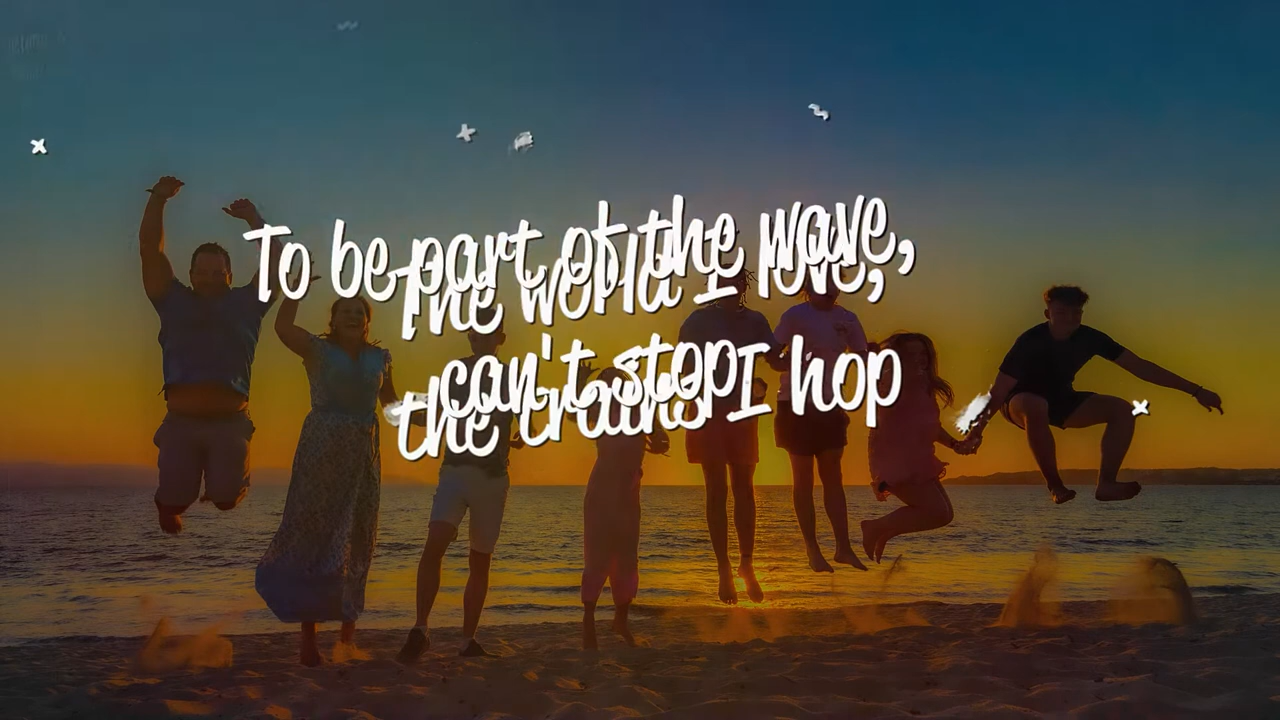 To be part of the wave,
can't stop
The world I love,
the trains I hop